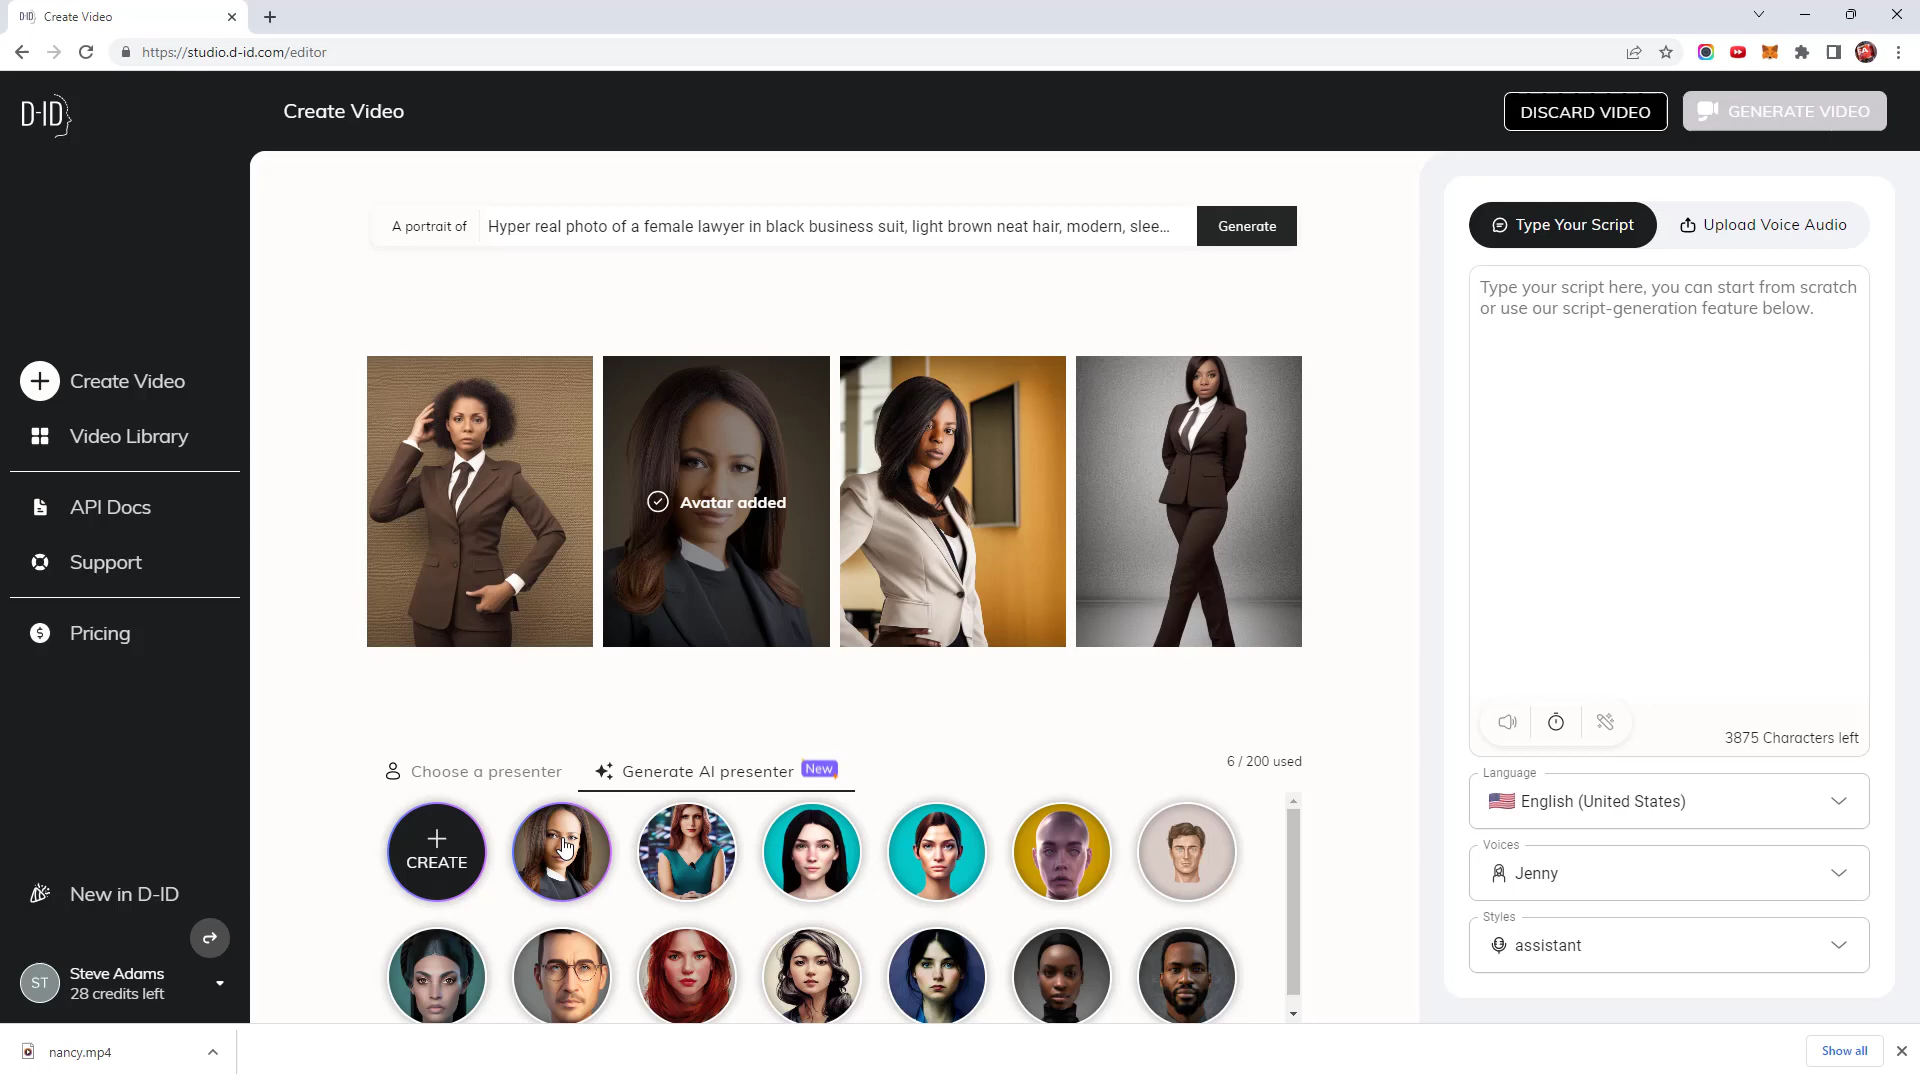 D-ID
Create Video
https://studio.d-id.com/editor
D-ID
Create Video
DISCARD VIDEO
GENERATE VIDEO
A portrait of
Hyper real photo of a female lawyer in black business suit, light brown neat hair, modern, slee...
Generate
Type Your Script
Upload Voice Audio
Type your script here, you can start from scratch
or use our script-generation feature below.
Create Video
Video Library
API Docs
Support
Pricing
Avatar added
3875 Characters left
Choose a presenter
Generate AI presenter
New
6 / 200 used
Language
English (United States)
CREATE
Voices
Jenny
Styles
assistant
New in D-ID
ST
Steve Adams
28 credits left
nancy.mp4
Show all